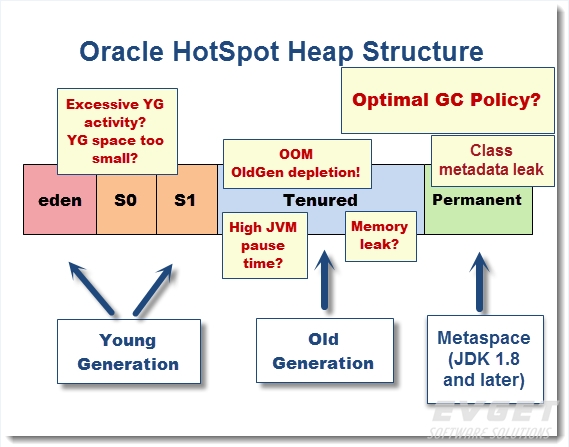 Oracle HotSpot Heap Structure
Excessive YG
activity?
YG space too
small?
Optimal GC Policy?
OOM
OldGen depletion!
Class
metadata leak
eden
S0
S1
Tenured
Permanent
High JVM
pause
time?
Memory
leak?
Young
Generation
Old
Generation
Metaspace
(JDK 1.8
and later)
EVGET
SOFTWARE SOLUTIONS